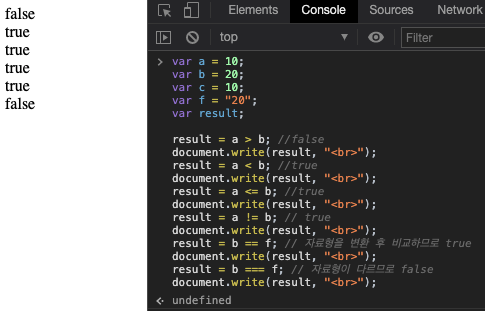 false
true
true
true
true
false
Elements Console Sources Network
top Filter
> var a = 10;
var b = 20;
var c = 10;
var f = "20";
var result;
result = a > b; //false
document.write(result, "<br>");
result = a < b; //true
document.write(result, "<br>");
result = a <= b; //true
document.write(result, "<br>");
result = a != b; // true
document.write(result, "<br>");
result = b == f; // 자료형을 변환 후 비교하므로 true
document.write(result, "<br>");
result = b === f; // 자료형이 다르므로 false
document.write(result, "<br>");
undefined